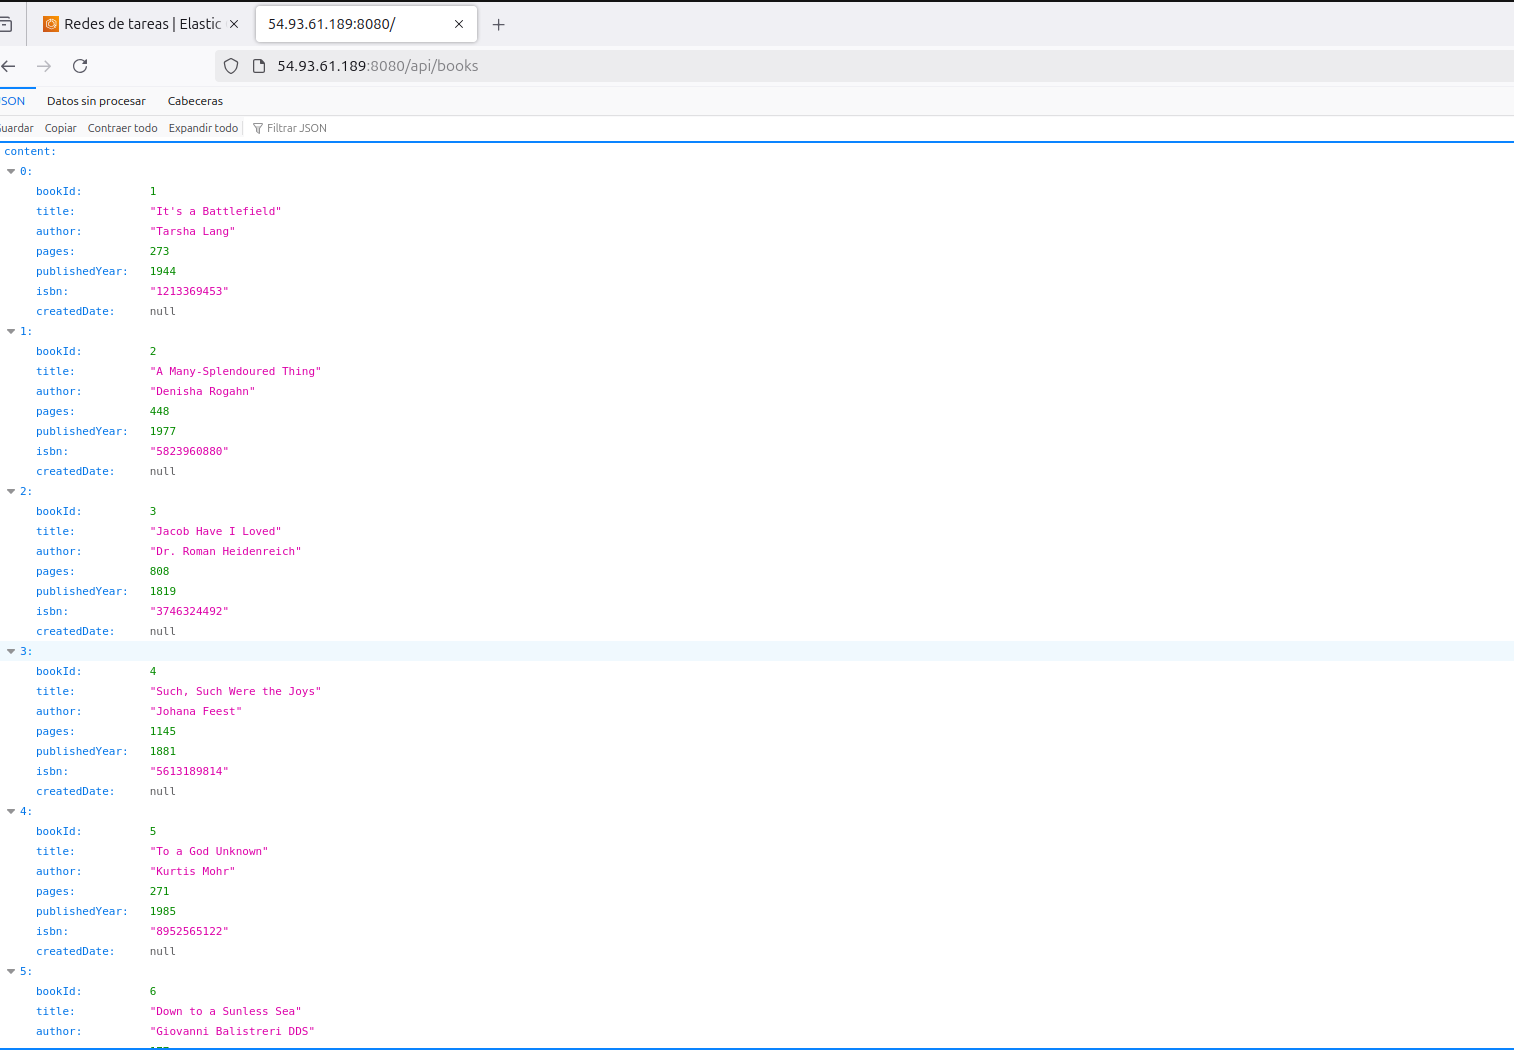 Redes de tareas | Elastic
54.93.61.189:8080/
54.93.61.189:8080/api/books
JSON Datos sin procesar Cabeceras
Guardar Copiar Contraer todo Expandir todo Filtrar JSON
content:
0:
bookId: 1
title: "It's a Battlefield"
author: "Tarsha Lang"
pages: 273
publishedYear: 1944
isbn: "1213369453"
createdDate: null
1:
bookId: 2
title: "A Many-Splendoured Thing"
author: "Denisha Rogahn"
pages: 448
publishedYear: 1977
isbn: "5823960880"
createdDate: null
2:
bookId: 3
title: "Jacob Have I Loved"
author: "Dr. Roman Heidenreich"
pages: 808
publishedYear: 1819
isbn: "3746324492"
createdDate: null
3:
bookId: 4
title: "Such, Such Were the Joys"
author: "Johana Feest"
pages: 1145
publishedYear: 1881
isbn: "5613189814"
createdDate: null
4:
bookId: 5
title: "To a God Unknown"
author: "Kurtis Mohr"
pages: 271
publishedYear: 1985
isbn: "8952565122"
createdDate: null
5:
bookId: 6
title: "Down to a Sunless Sea"
author: "Giovanni Balistreri DDS"